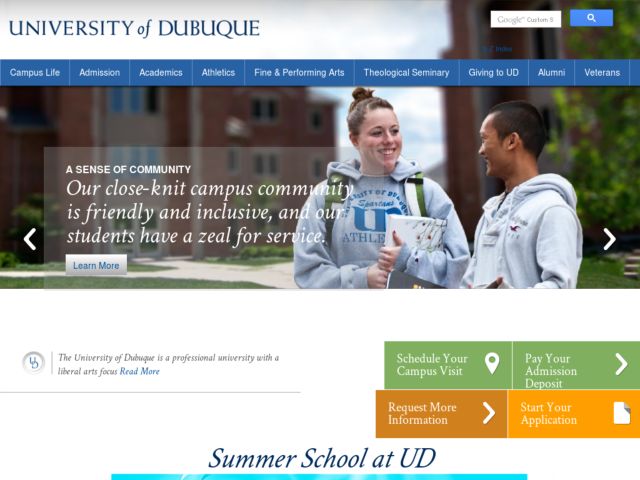 UNIVERSITY of DUBUQUE
Google Custom S
A-Z Index
Campus Life
Admission
Academics
Athletics
Fine & Performing Arts
Theological Seminary
Giving to UD
Alumni
Veterans
A SENSE OF COMMUNITY
Our close-knit campus community
is friendly and inclusive, and our
students have a zeal for service.
Learn More
Spartans
UD
The University of Dubuque is a professional university with a
liberal arts focus Read More
Schedule Your
Campus Visit
Pay Your
Admission
Deposit
Request More
Information
Start Your
Application
Summer School at UD